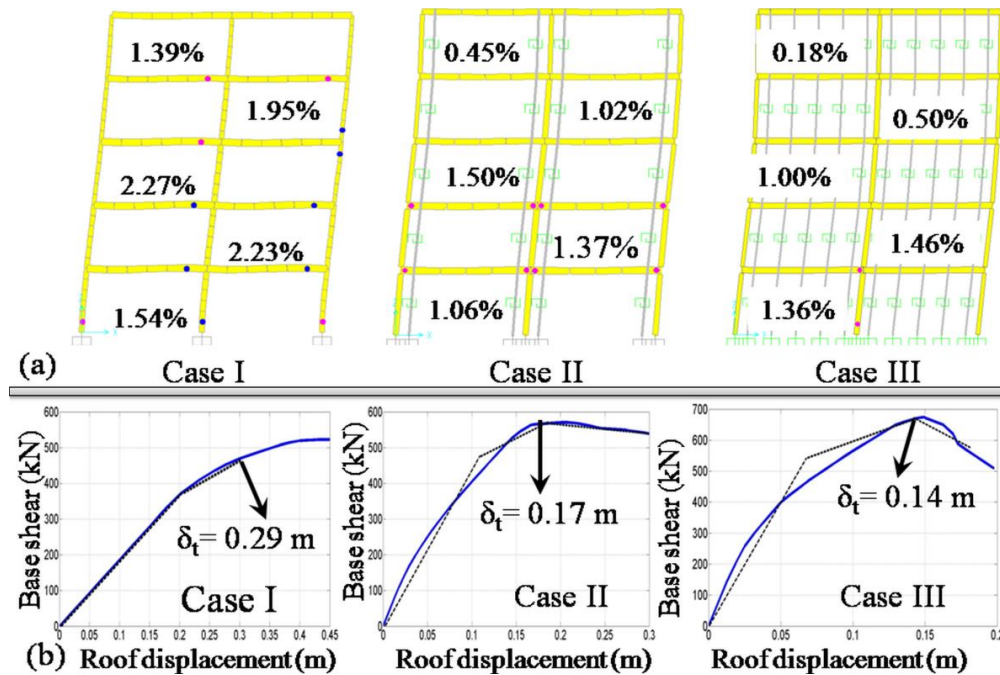 1.39%
1.95%
2.27%
2.23%
1.54%
0.45%
1.02%
1.50%
1.37%
1.06%
0.18%
0.50%
1.00%
1.46%
1.36%
(a)
Case I
Case II
Case III
Base shear (kN)
600
500
400
300
200
100
0
δt= 0.29 m
Case I
0 0.05 0.1 0.15 0.2 0.25 0.3 0.35 0.4 0.45
Roof displacement (m)
Base shear (kN)
600
500
400
300
200
100
0
δt= 0.17 m
Case II
0 0.05 0.1 0.15 0.2 0.25 0.3
Roof displacement (m)
Base shear (kN)
700
600
500
400
300
200
100
0
δt= 0.14 m
Case III
0 0.05 0.1 0.15 0.2
Roof displacement (m)
(b)